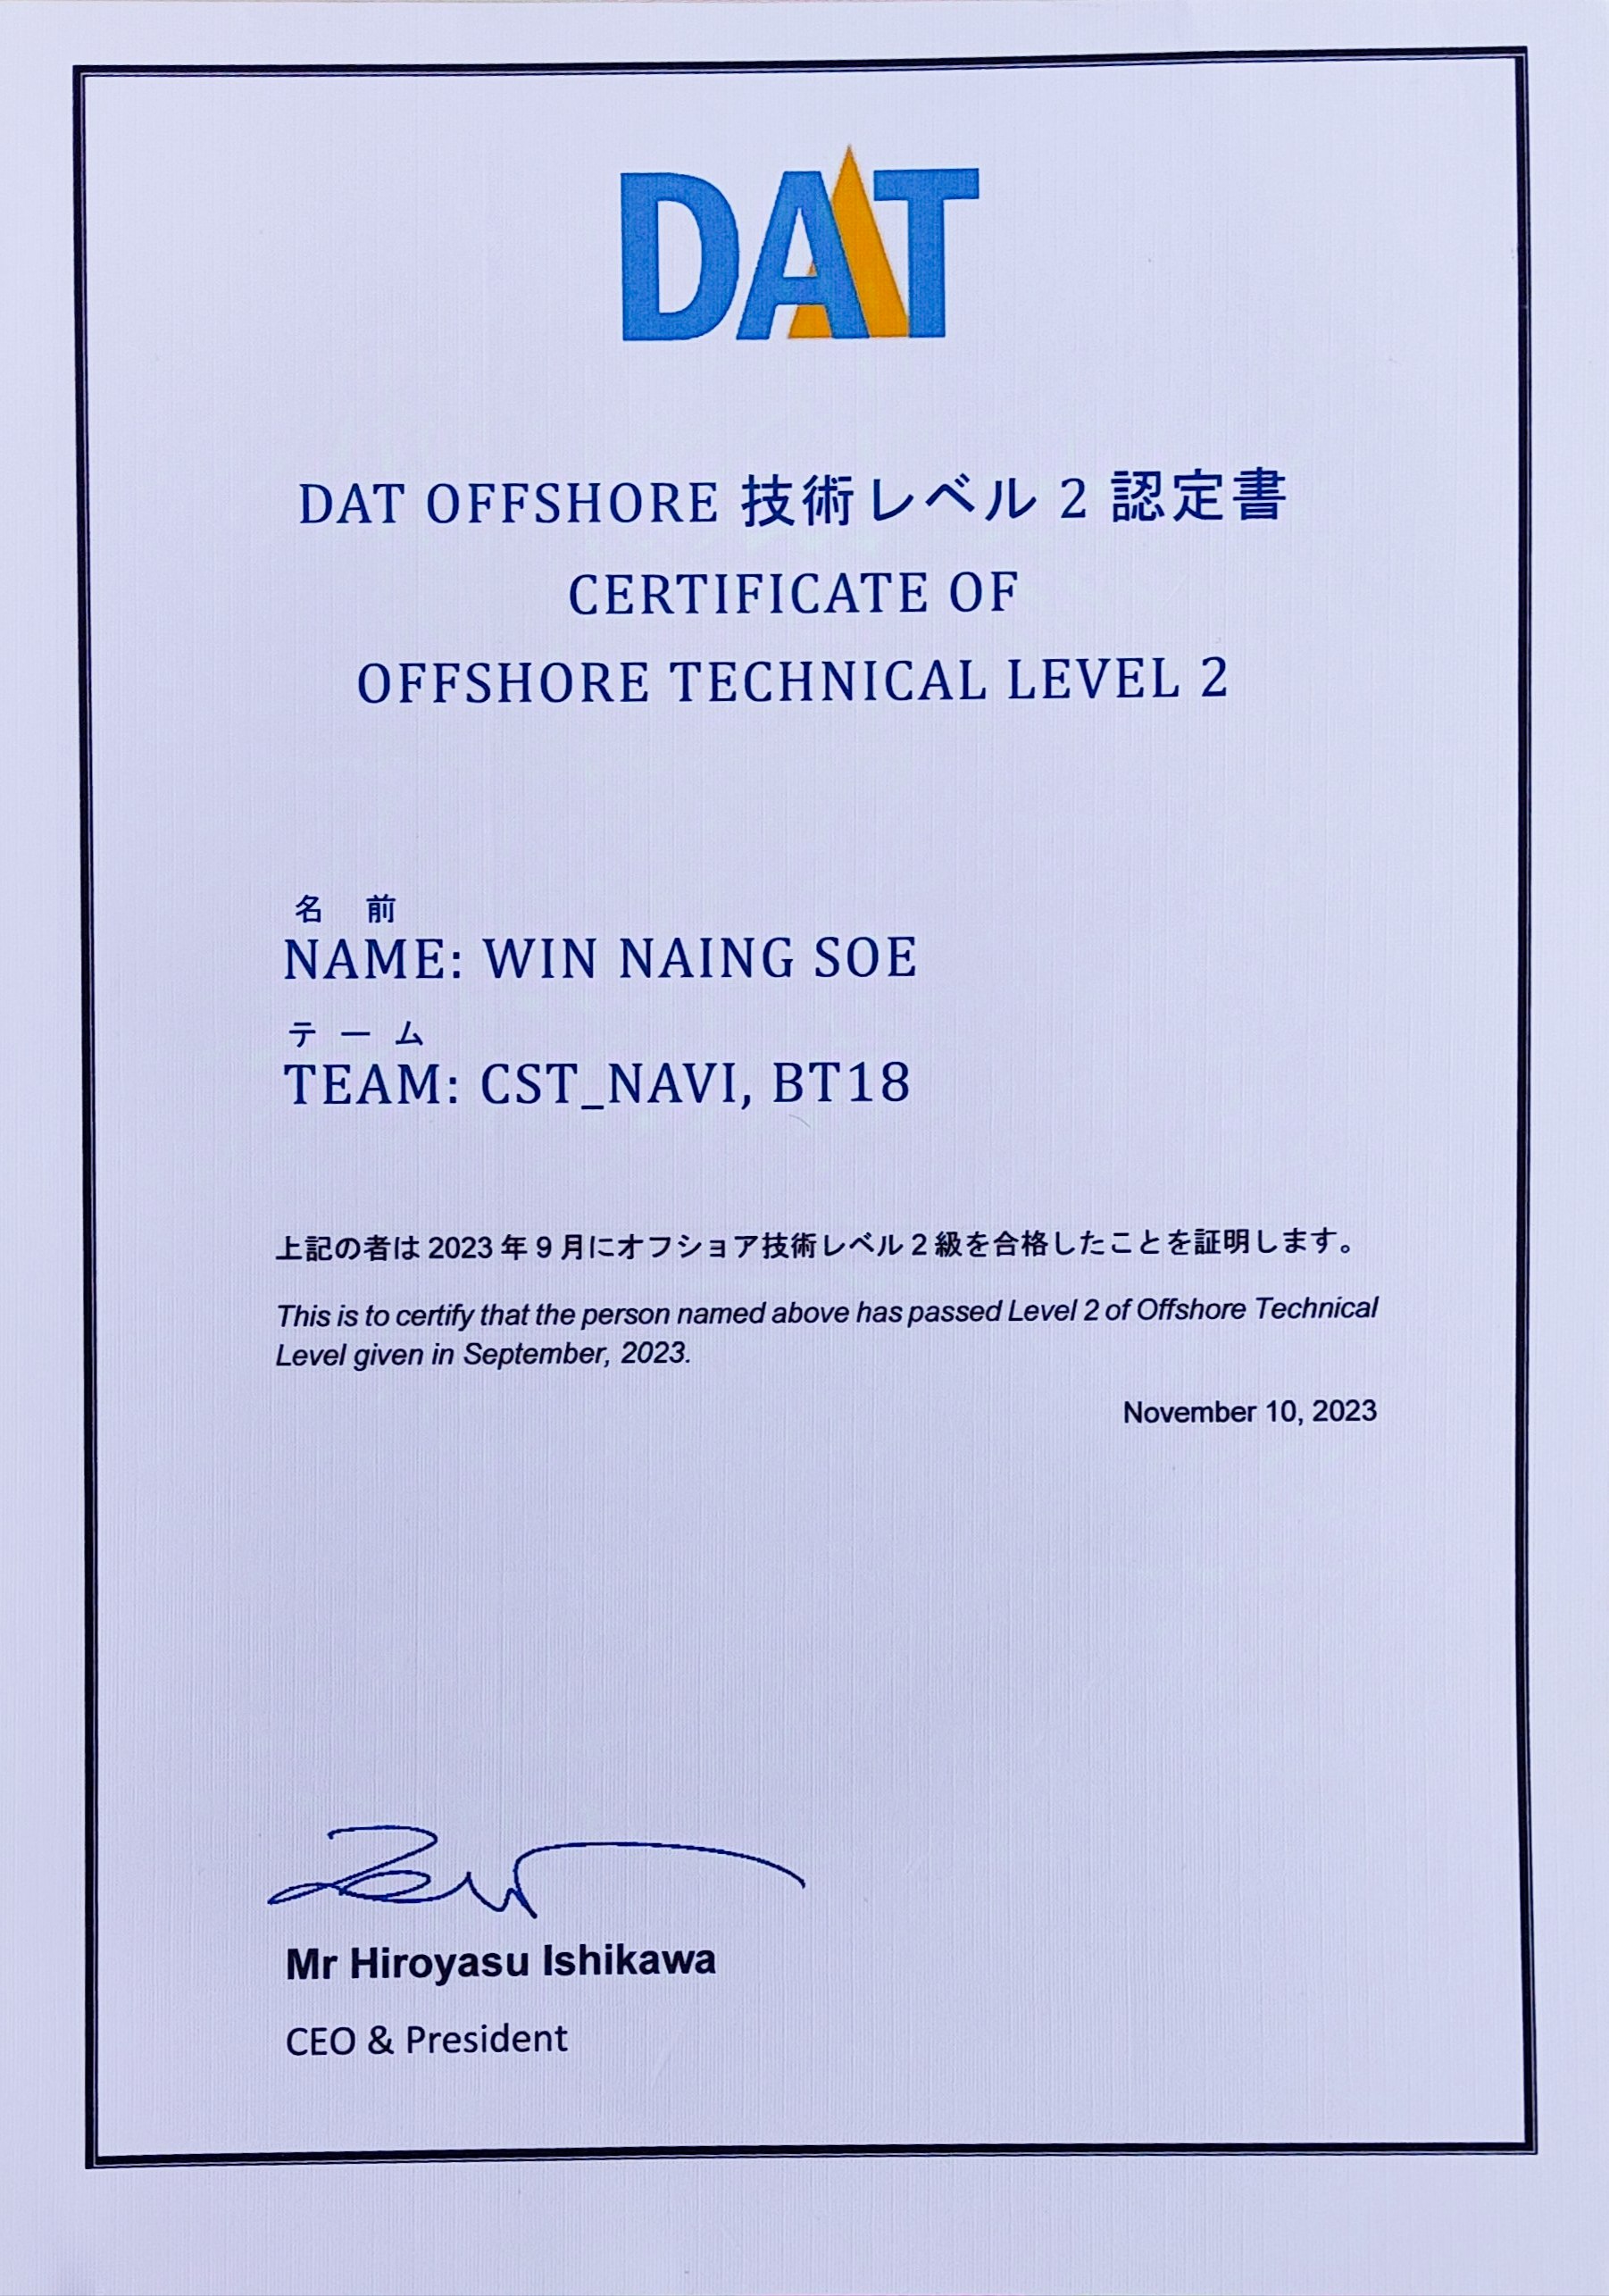 DAT
DAT OFFSHORE 技術レベル 2 認定書
CERTIFICATE OF
OFFSHORE TECHNICAL LEVEL 2
名 前
NAME: WIN NAING SOE
テ ー ム
TEAM: CST_NAVI, BT18
上記の者は 2023 年 9 月にオフショア技術レベル 2 級を合格したことを証明します。
This is to certify that the person named above has passed Level 2 of Offshore Technical
Level given in September, 2023.
November 10, 2023
Mr Hiroyasu Ishikawa
CEO & President